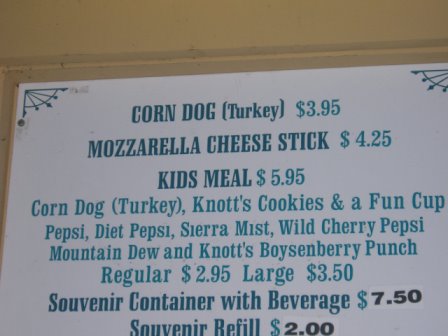 CORN DOG (Turkey) $3.95
MOZZARELLA CHEESE STICK $4.25
KIDS MEAL $5.95
Corn Dog (Turkey), Knott's Cookies & a Fun Cup
Pepsi, Diet Pepsi, Sierra Mist, Wild Cherry Pepsi
Mountain Dew and Knott's Boysenberry Punch
Regular $2.95 Large $3.50
Souvenir Container with Beverage $7.50
Souvenir Refill $2.00